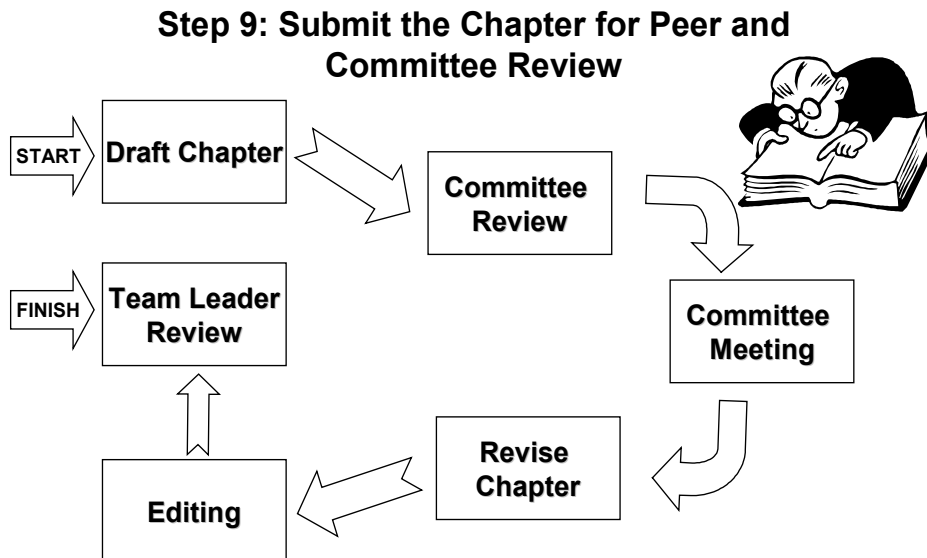 Step 9: Submit the Chapter for Peer and
Committee Review
START
Draft Chapter
Committee
Review
Committee
Meeting
Revise
Chapter
Editing
FINISH
Team Leader
Review